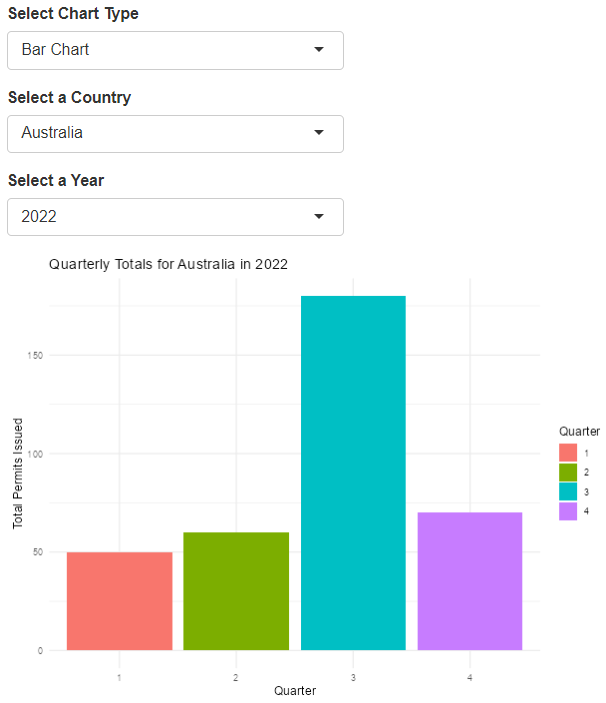 Select Chart Type
Bar Chart
Select a Country
Australia
Select a Year
2022
Quarterly Totals for Australia in 2022
Total Permits Issued
150
100
50
0
1 2 3 4
Quarter
Quarter
1
2
3
4